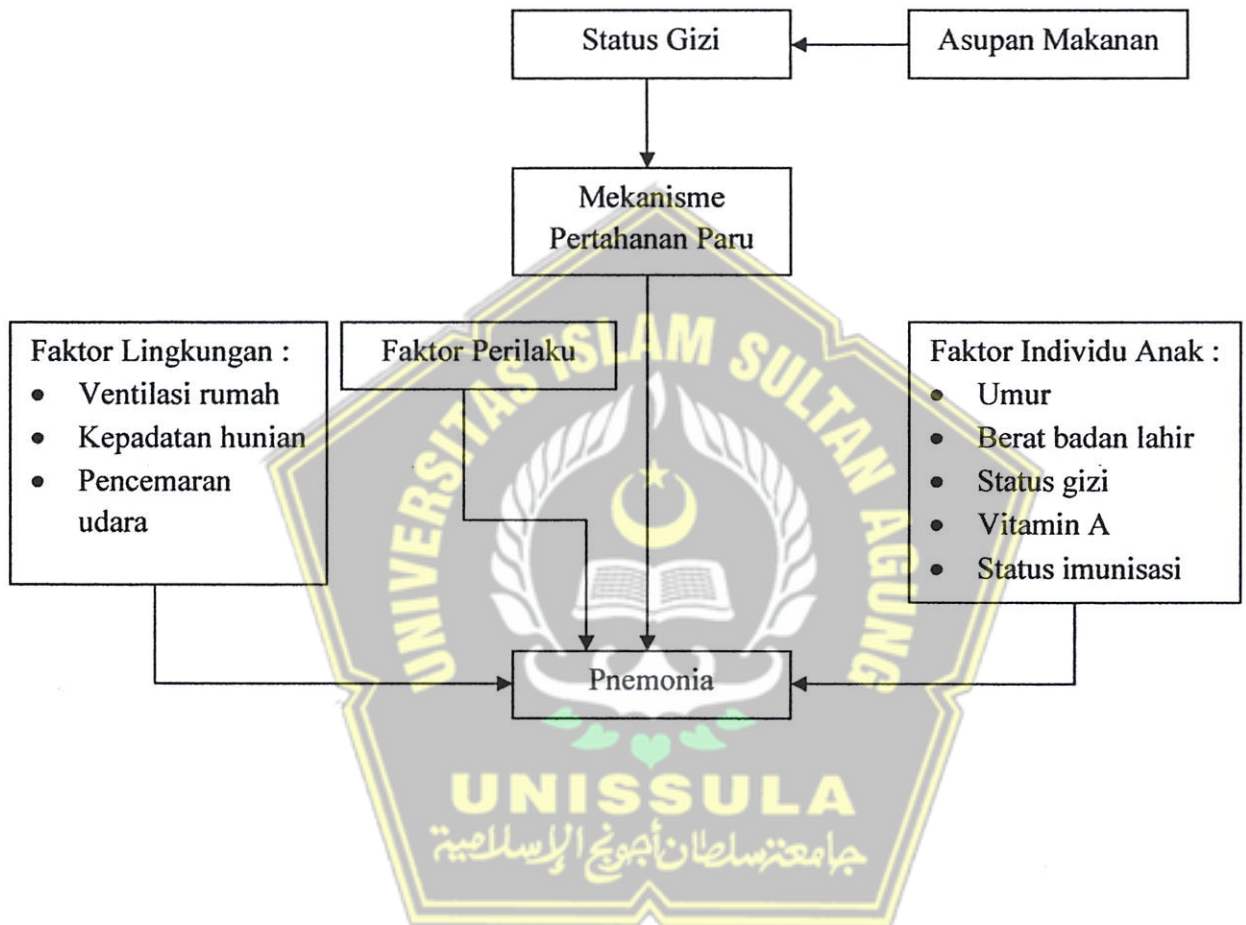 Status Gizi
Asupan Makanan
Mekanisme
Pertahanan Paru
Faktor Lingkungan :
• Ventilasi rumah
• Kepadatan hunian
• Pencemaran
udara
Faktor Perilaku
Faktor Individu Anak :
• Umur
• Berat badan lahir
• Status gizi
• Vitamin A
• Status imunisasi
Pnemonia
UNIVERSITAS ISLAM SULTAN AGUNG
UNISSULA
جامعة سلطان أجونج الإسلامية